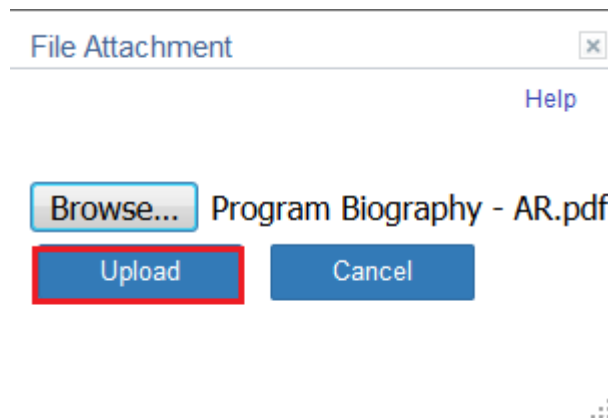 File Attachment
Help
Browse... Program Biography - AR.pdf
Upload Cancel